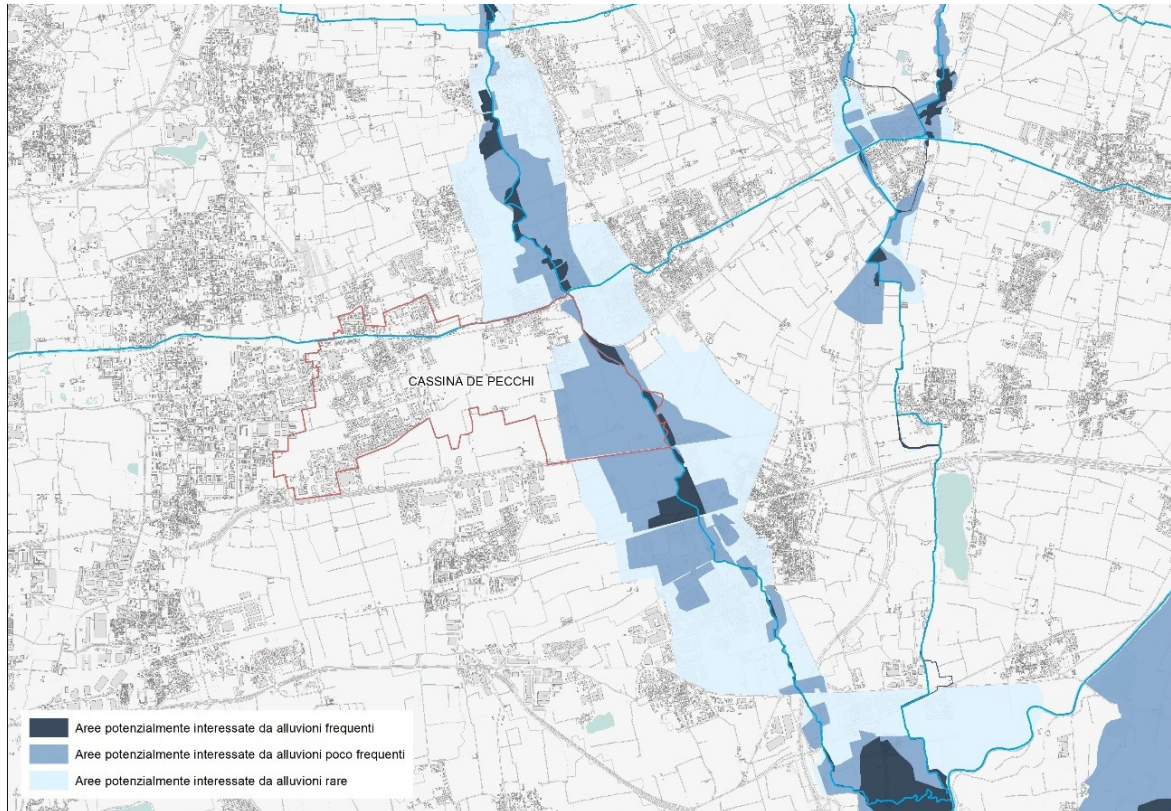 CASSINA DE PECCHI
Aree potenzialmente interessate da alluvioni frequenti
Aree potenzialmente interessate da alluvioni poco frequenti
Aree potenzialmente interessate da alluvioni rare